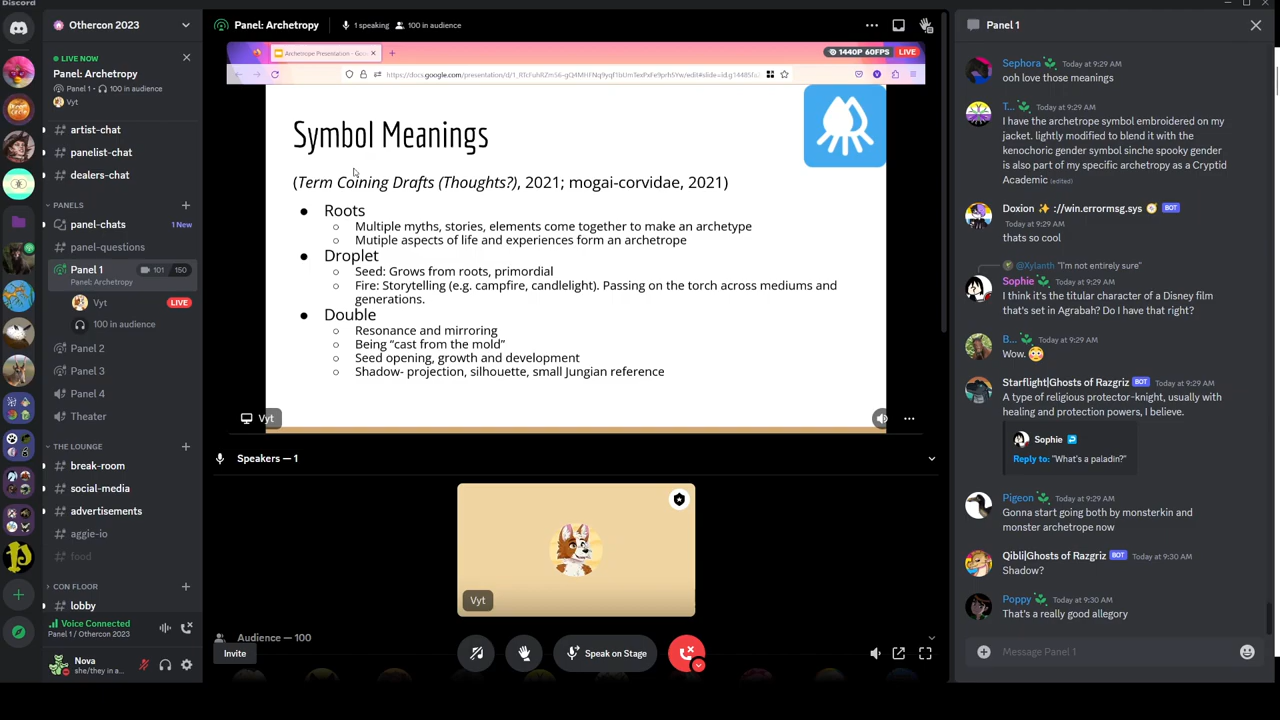 Discord
Othercon 2023
LIVE NOW
Panel: Archetropy
Panel 1 • 100 in audience
Vyt
artist-chat
panelist-chat
dealers-chat
PANELS
panel-chats
1 New
panel-questions
Panel 1
101 150
Panel: Archetropy
Vyt
LIVE
100 in audience
Panel 2
Panel 3
Panel 4
Theater
THE LOUNGE
break-room
social-media
advertisements
aggie-io
food
CON FLOOR
lobby
Voice Connected
Panel 1 / Othercon 2023
Nova
she/they in a...
Panel: Archetropy
1 speaking
100 in audience
1440P 60FPS
LIVE
Symbol Meanings
(Term Coining Drafts (Thoughts?), 2021; mogai-corvidae, 2021)
● Roots
○ Multiple myths, stories, elements come together to make an archetype
○ Mutiple aspects of life and experiences form an archetrope
● Droplet
○ Seed: Grows from roots, primordial
○ Fire: Storytelling (e.g. campfire, candlelight). Passing on the torch across mediums and
generations.
● Double
○ Resonance and mirroring
○ Being “cast from the mold”
○ Seed opening, growth and development
○ Shadow- projection, silhouette, small Jungian reference
Vyt
Speakers — 1
Vyt
Audience — 100
Invite
Speak on Stage
Panel 1
Sephora Today at 9:29 AM
ooh love those meanings
T... Today at 9:29 AM
I have the archetrope symbol embroidered on my
jacket. lightly modified to blend it with the
kenochoric gender symbol sinche spooky gender
is also part of my specific archetrope as a Cryptid
Academic (edited)
Doxion ://win.errormsg.sys BOT
Today at 9:29 AM
thats so cool
@Xylanth "I'm not entirely sure"
Sophie Today at 9:29 AM
I think it's the titular character of a Disney film
that's set in Agrabah? Do I have that right?
B... Today at 9:29 AM
Wow.
Starflight|Ghosts of Razgriz BOT Today at 9:29 AM
A type of religious protector-knight, usually with
healing and protection powers, I believe.
Sophie
Reply to: "What's a paladin?"
Pigeon Today at 9:29 AM
Gonna start going both by monsterkin and
monster archetrope now
Qibli|Ghosts of Razgriz BOT Today at 9:30 AM
Shadow?
Poppy Today at 9:30 AM
That's a really good allegory
Message Panel 1